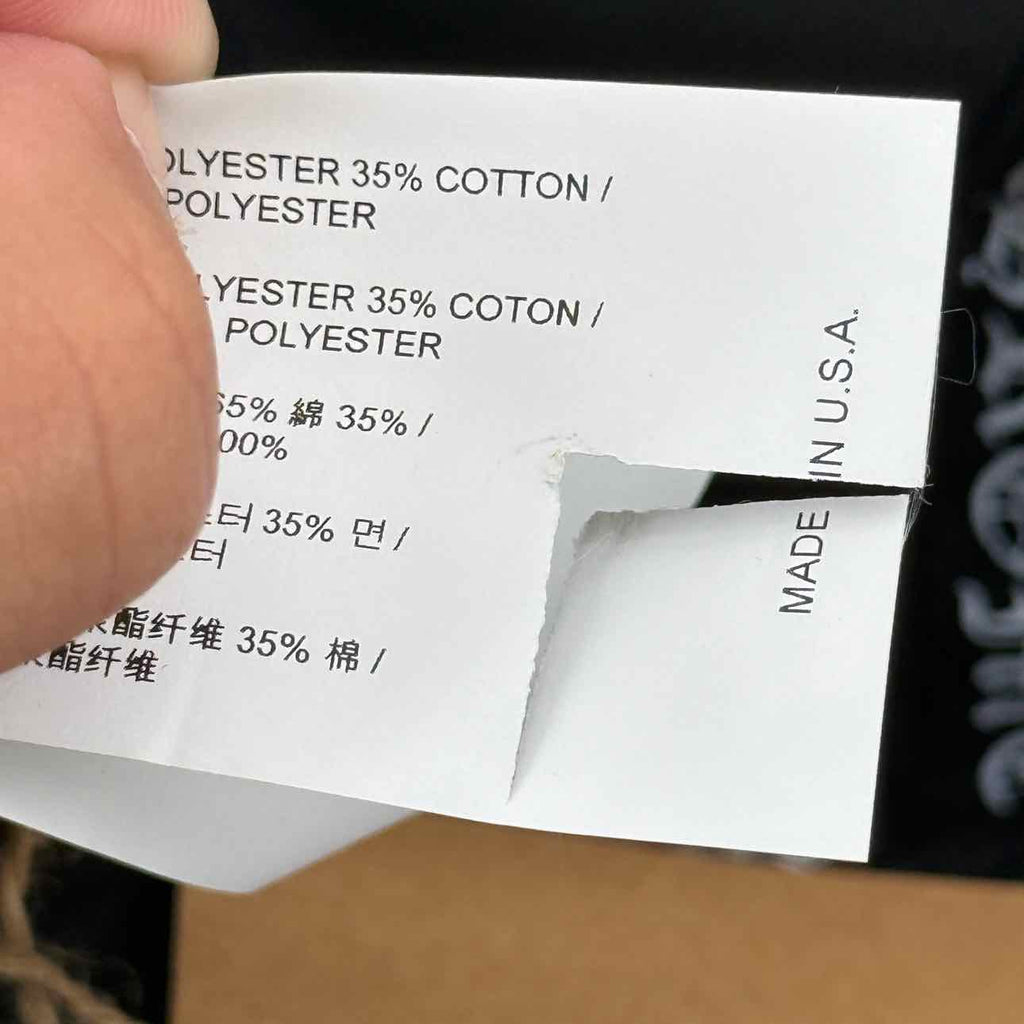 OLYESTER 35% COTTON /
POLYESTER
LYESTER 35% COTON /
POLYESTER
65% 綿 35% /
00%
터 35% 면 /
터
酯纤维 35% 棉 /
酯纤维
MADE IN U.S.A.